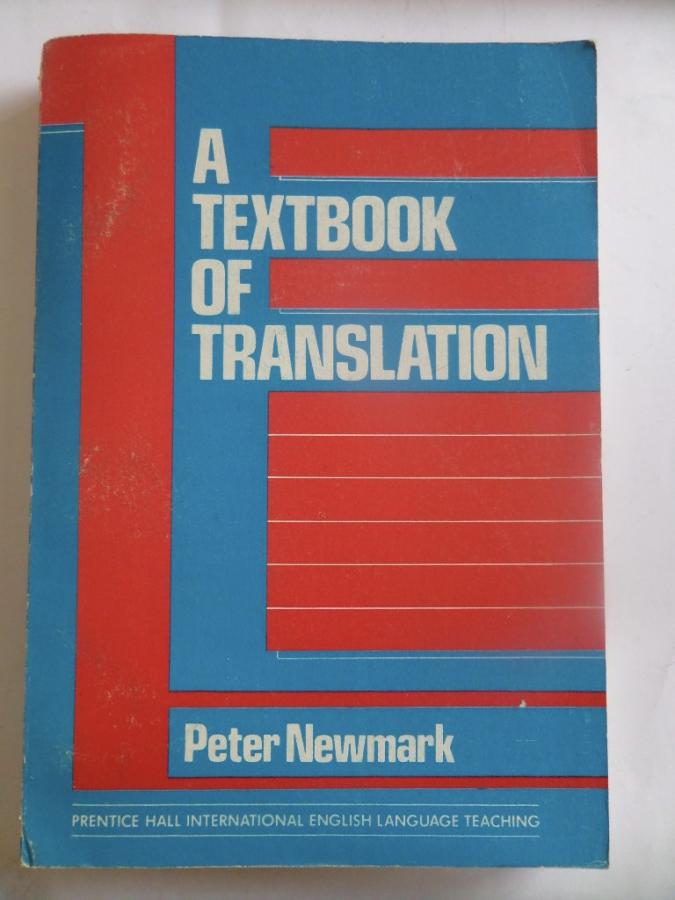 A
TEXTBOOK
OF
TRANSLATION
Peter Newmark
PRENTICE HALL INTERNATIONAL ENGLISH LANGUAGE TEACHING